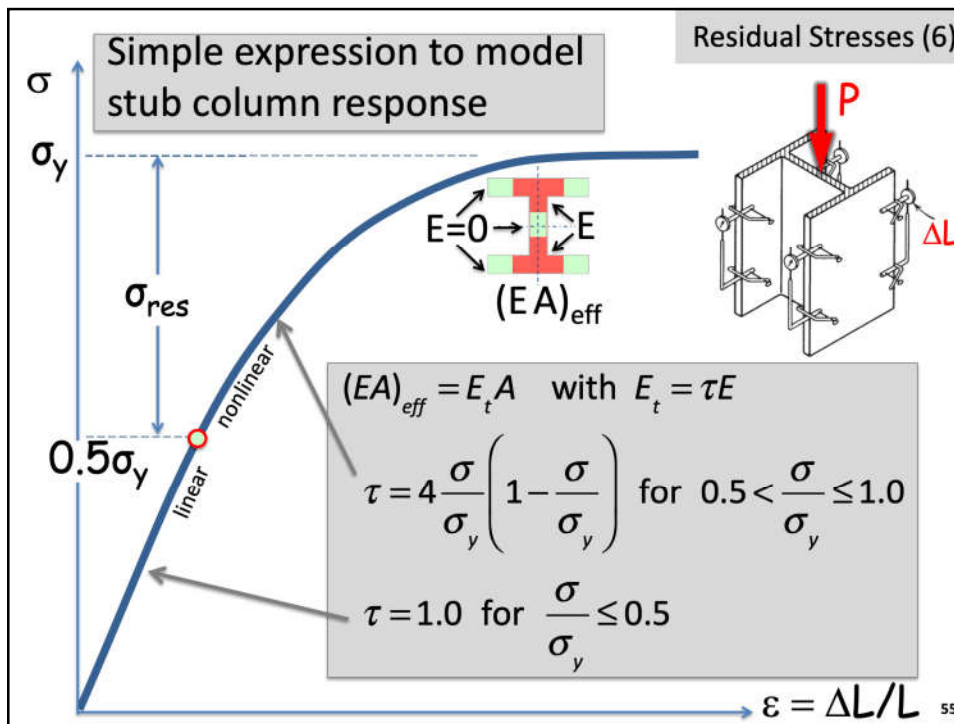 Residual Stresses (6)
Simple expression to model
stub column response
σ
σy
P
ΔL
E=0
E
(EA)eff
σres
nonlinear
0.5σy
linear
(EA)eff = EtA with Et = τE
τ = 4 σ/σy (1 − σ/σy) for 0.5 < σ/σy ≤ 1.0
τ = 1.0 for σ/σy ≤ 0.5
ε = ΔL/L
55